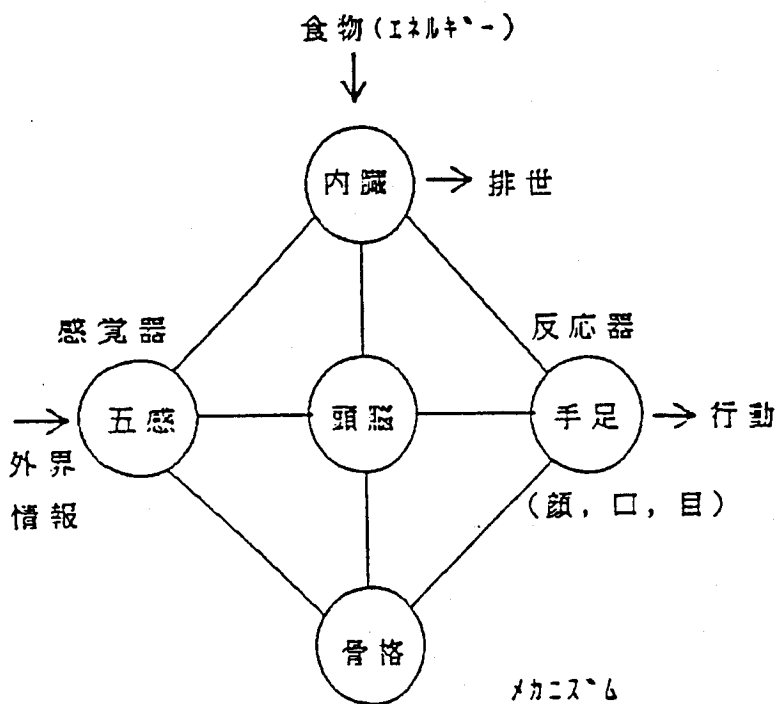 食物(エネルギー)
内臓
排世
感覚器
反応器
五感
頭脳
手足
行動
外界
情報
(顔,口,目)
骨格
メカニズム